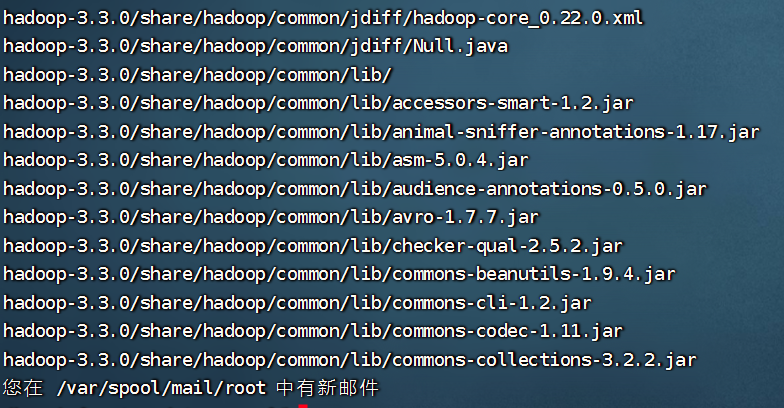 hadoop-3.3.0/share/hadoop/common/jdiff/hadoop-core_0.22.0.xml
hadoop-3.3.0/share/hadoop/common/jdiff/Null.java
hadoop-3.3.0/share/hadoop/common/lib/
hadoop-3.3.0/share/hadoop/common/lib/accessors-smart-1.2.jar
hadoop-3.3.0/share/hadoop/common/lib/animal-sniffer-annotations-1.17.jar
hadoop-3.3.0/share/hadoop/common/lib/asm-5.0.4.jar
hadoop-3.3.0/share/hadoop/common/lib/audience-annotations-0.5.0.jar
hadoop-3.3.0/share/hadoop/common/lib/avro-1.7.7.jar
hadoop-3.3.0/share/hadoop/common/lib/checker-qual-2.5.2.jar
hadoop-3.3.0/share/hadoop/common/lib/commons-beanutils-1.9.4.jar
hadoop-3.3.0/share/hadoop/common/lib/commons-cli-1.2.jar
hadoop-3.3.0/share/hadoop/common/lib/commons-codec-1.11.jar
hadoop-3.3.0/share/hadoop/common/lib/commons-collections-3.2.2.jar
您在 /var/spool/mail/root 中有新邮件